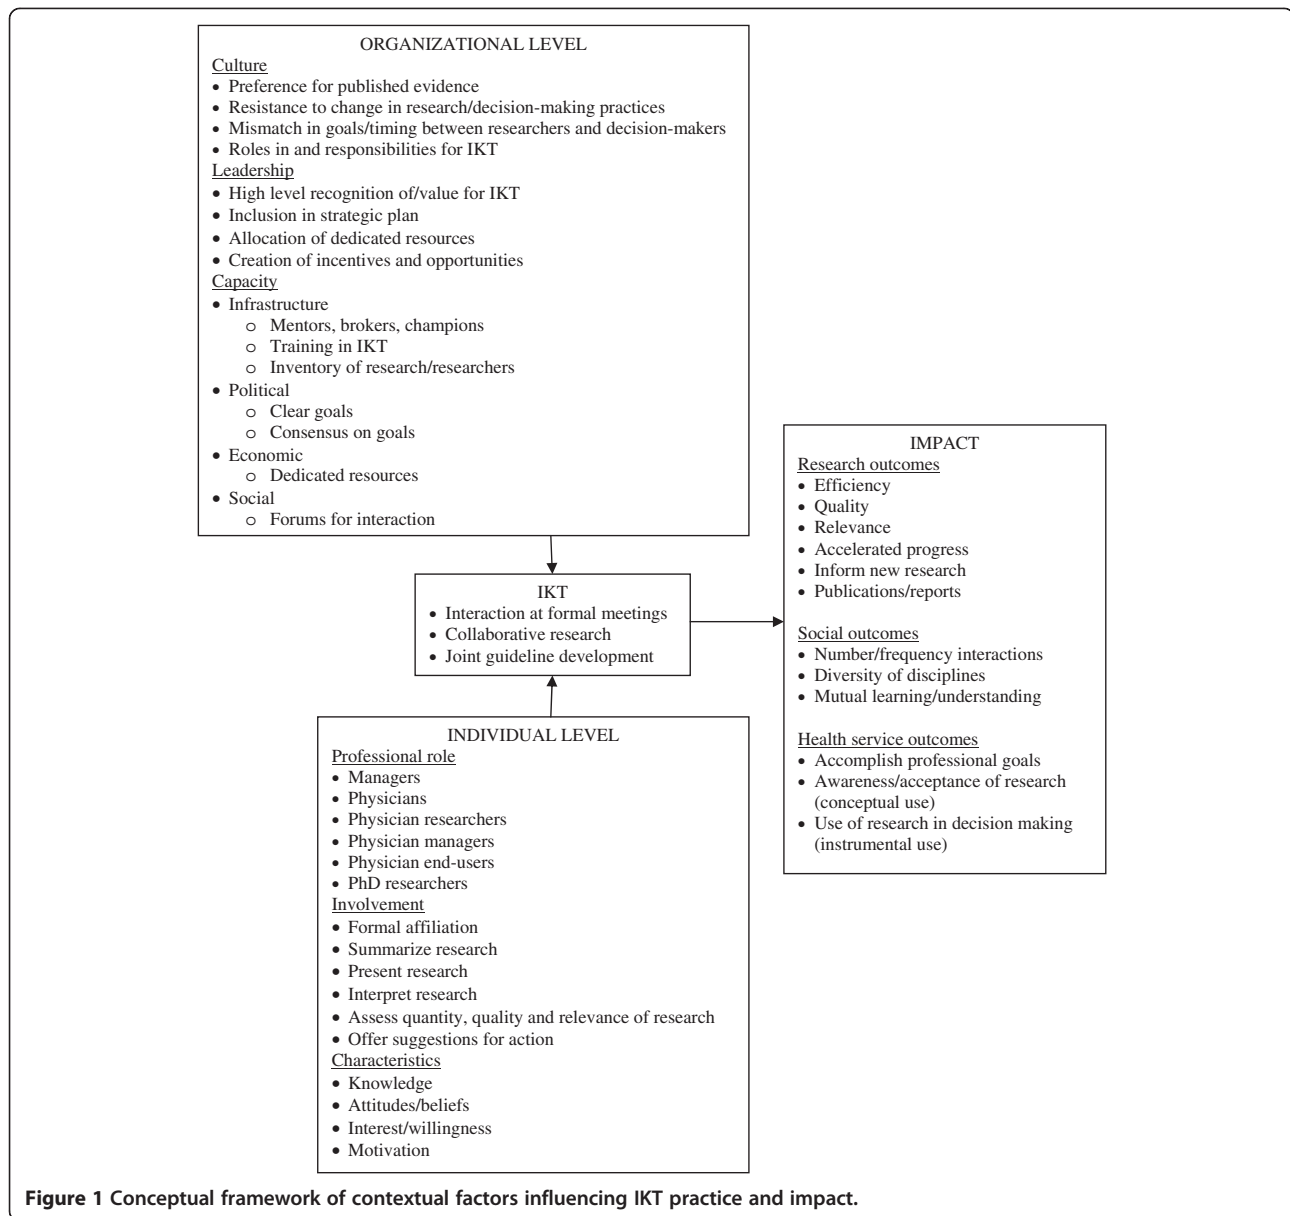 ORGANIZATIONAL LEVEL
Culture
• Preference for published evidence
• Resistance to change in research/decision-making practices
• Mismatch in goals/timing between researchers and decision-makers
• Roles in and responsibilities for IKT
Leadership
• High level recognition of/value for IKT
• Inclusion in strategic plan
• Allocation of dedicated resources
• Creation of incentives and opportunities
Capacity
• Infrastructure
o Mentors, brokers, champions
o Training in IKT
o Inventory of research/researchers
• Political
o Clear goals
o Consensus on goals
• Economic
o Dedicated resources
• Social
o Forums for interaction
IKT
• Interaction at formal meetings
• Collaborative research
• Joint guideline development
INDIVIDUAL LEVEL
Professional role
• Managers
• Physicians
• Physician researchers
• Physician managers
• Physician end-users
• PhD researchers
Involvement
• Formal affiliation
• Summarize research
• Present research
• Interpret research
• Assess quantity, quality and relevance of research
• Offer suggestions for action
Characteristics
• Knowledge
• Attitudes/beliefs
• Interest/willingness
• Motivation
IMPACT
Research outcomes
• Efficiency
• Quality
• Relevance
• Accelerated progress
• Inform new research
• Publications/reports
Social outcomes
• Number/frequency interactions
• Diversity of disciplines
• Mutual learning/understanding
Health service outcomes
• Accomplish professional goals
• Awareness/acceptance of research
(conceptual use)
• Use of research in decision making
(instrumental use)
Figure 1 Conceptual framework of contextual factors influencing IKT practice and impact.